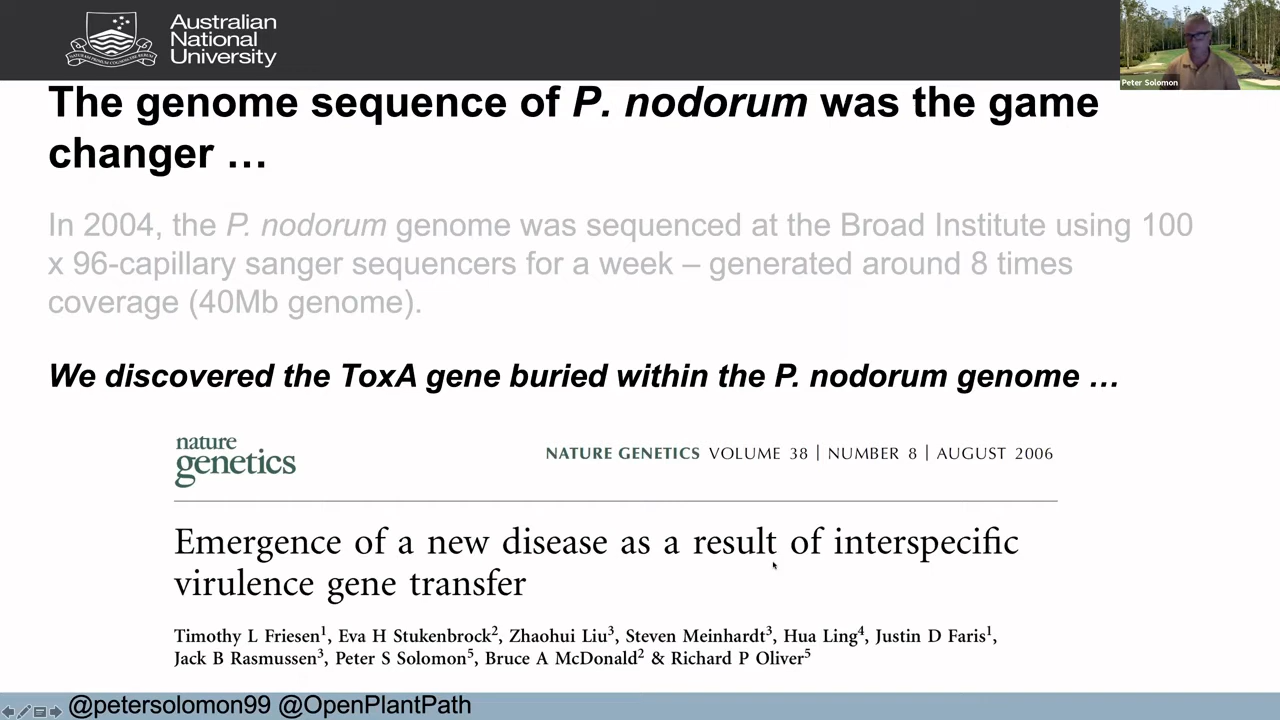 Australian
National
University
Peter Solomon
The genome sequence of P. nodorum was the game
changer …
In 2004, the P. nodorum genome was sequenced at the Broad Institute using 100
x 96-capillary sanger sequencers for a week – generated around 8 times
coverage (40Mb genome).
We discovered the ToxA gene buried within the P. nodorum genome …
nature
genetics
NATURE GENETICS VOLUME 38 | NUMBER 8 | AUGUST 2006
Emergence of a new disease as a result of interspecific
virulence gene transfer
Timothy L Friesen1, Eva H Stukenbrock2, Zhaohui Liu3, Steven Meinhardt3, Hua Ling4, Justin D Faris1,
Jack B Rasmussen3, Peter S Solomon5, Bruce A McDonald2 & Richard P Oliver5
@petersolomon99 @OpenPlantPath